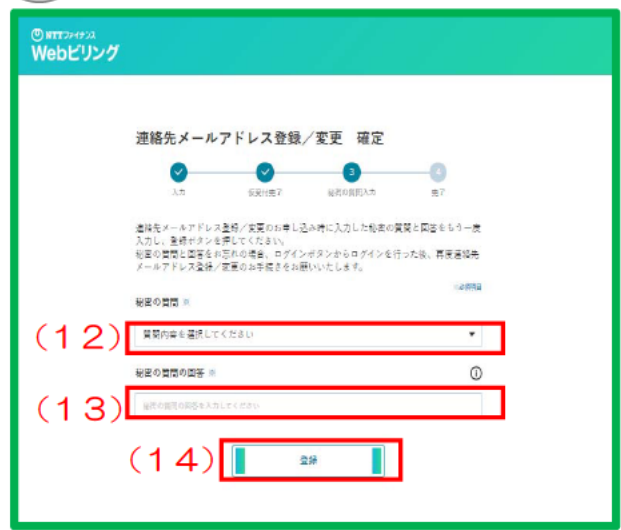 NTTファイナンス
Webビリング
連絡先メールアドレス登録／変更 確定
3
4
入力
仮受付完了
秘密の質問入力
完了
連絡先メールアドレス登録／変更のお申し込み時に入力した秘密の質問と回答をもう一度
入力し、登録ボタンを押してください。
秘密の質問と回答をお忘れの場合、ログインボタンからログインを行った後、再度連絡先
メールアドレス登録／変更のお手続きをお願いいたします。
※必須項目
秘密の質問 ※
（12）
質問内容を選択してください
秘密の質問の回答 ※
（13）
秘密の質問の回答を入力してください
（14）
登録